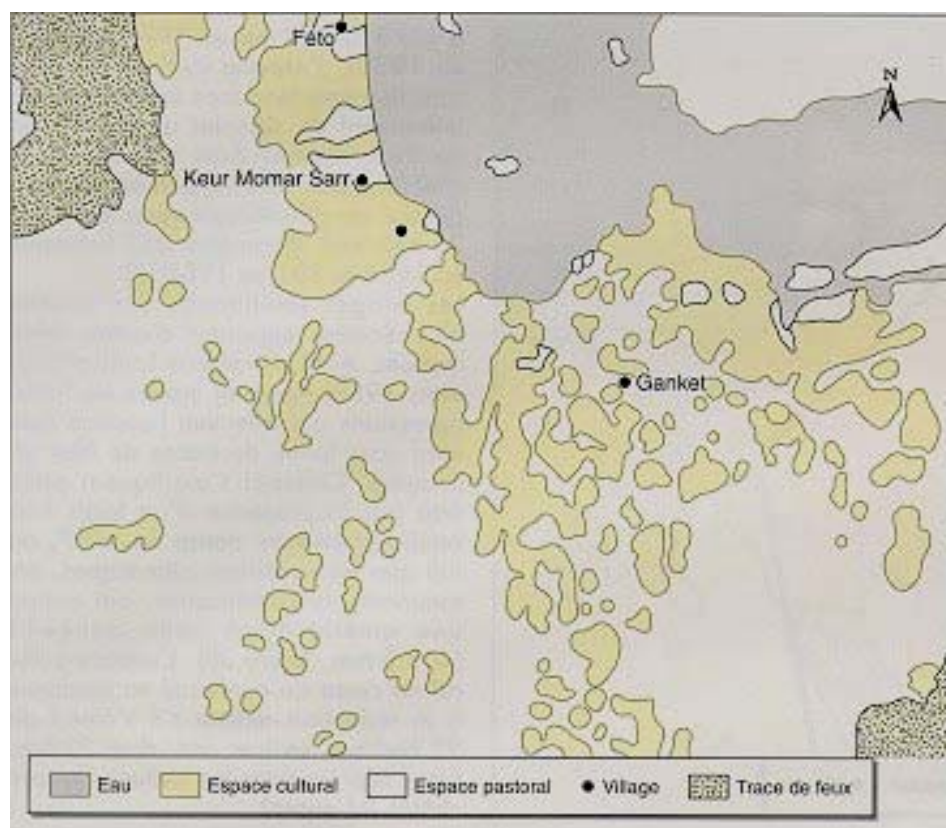 Féto
N
Keur Momar Sarr
Ganket
Eau
Espace cultural
Espace pastoral
Village
Trace de feux